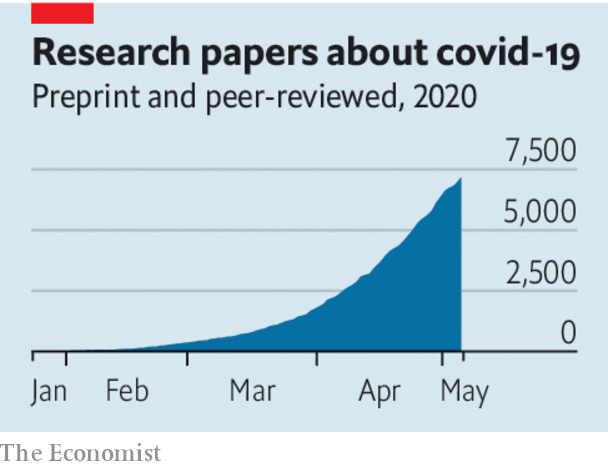 Research papers about covid-19
Preprint and peer-reviewed, 2020
7,500
5,000
2,500
0
Jan Feb Mar Apr May
The Economist